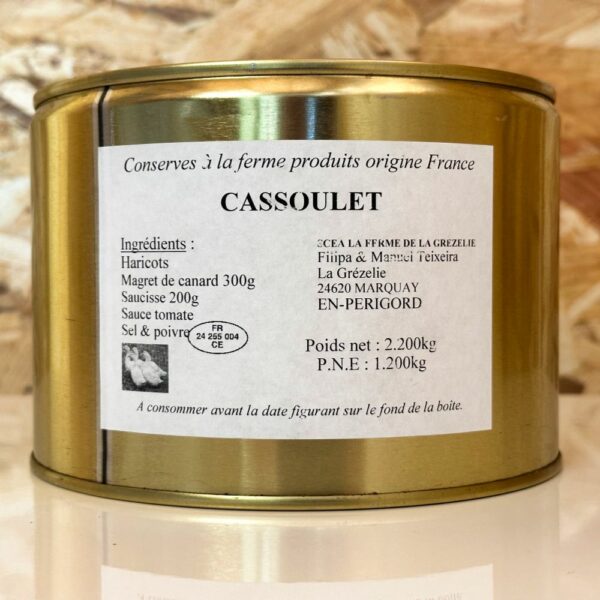 Conserves à la ferme produits origine France
CASSOULET
Ingrédients :
Haricots
Magret de canard 300g
Saucisse 200g
Sauce tomate
Sel & poivre
FR
24 255 004
CE
SCEA LA FERME DE LA GREZELIE
Filipa & Manuel Teixeira
La Grézelie
24620 MARQUAY
EN-PERIGORD
Poids net : 2.200kg
P.N.E : 1.200kg
A consommer avant la date figurant sur le fond de la boîte.